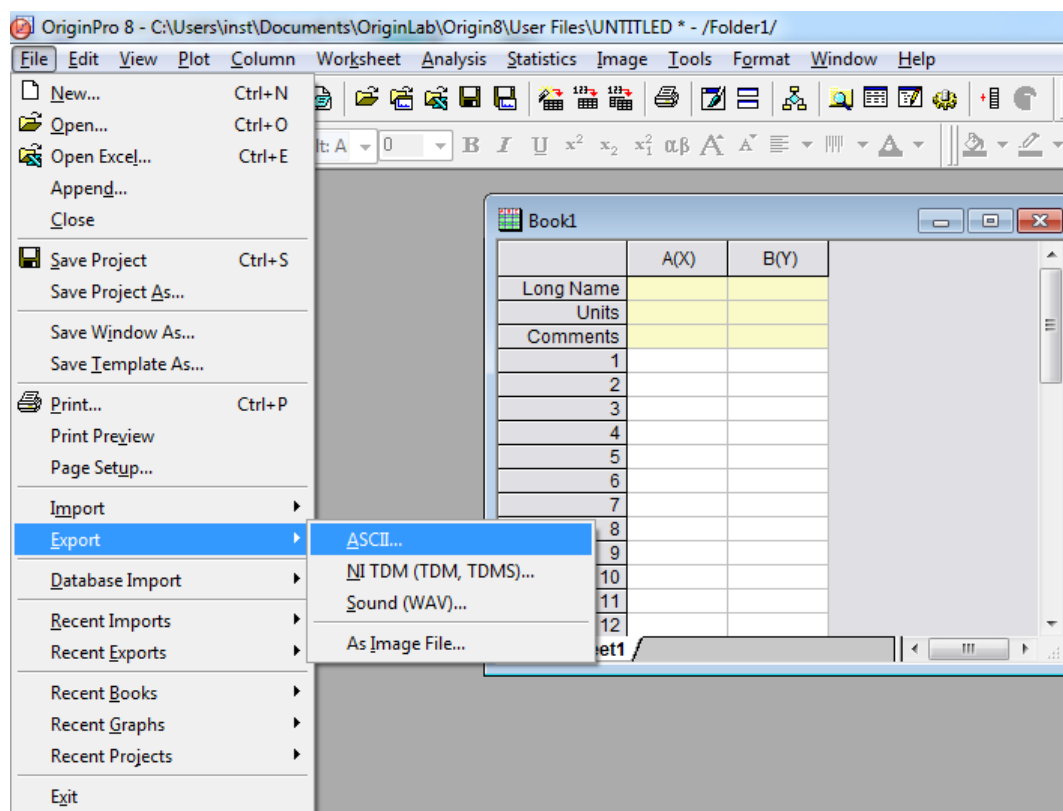 OriginPro 8 - C:\Users\inst\Documents\OriginLab\Origin8\User Files\UNTITLED * - /Folder1/
File Edit View Plot Column Worksheet Analysis Statistics Image Tools Format Window Help
New... Ctrl+N
Open... Ctrl+O
Open Excel... Ctrl+E
Append...
Close
Save Project Ctrl+S
Save Project As...
Save Window As...
Save Template As...
Print... Ctrl+P
Print Preview
Page Setup...
Import
Export
Database Import
Recent Imports
Recent Exports
Recent Books
Recent Graphs
Recent Projects
Exit
ASCII...
NI TDM (TDM, TDMS)...
Sound (WAV)...
As Image File...
lt: A 0 B I U x² x₂ x²₁ αβ A A A
Book1
A(X) B(Y)
Long Name
Units
Comments
1
2
3
4
5
6
7
8
9
10
11
12
et1